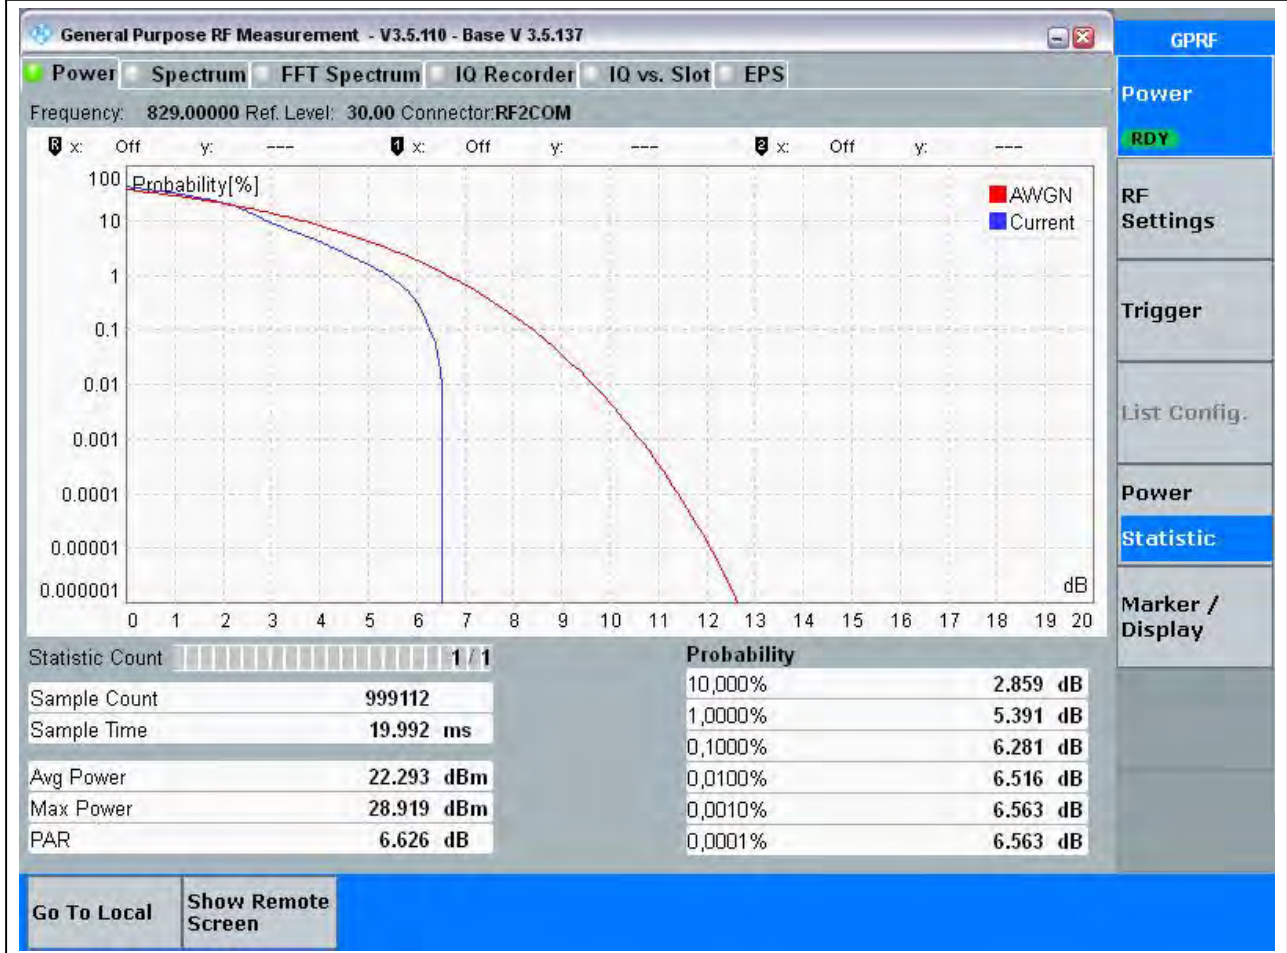 General Purpose RF Measurement - V3.5.110 - Base V 3.5.137
GPRF
Power Spectrum FFT Spectrum IQ Recorder IQ vs. Slot EPS
Frequency: 829.00000 Ref. Level: 30.00 Connector:RF2COM
R x: Off y: --- 1 x: Off y: --- 2 x: Off y: ---
Probability[%]
AWGN
Current
100
10
1
0.1
0.01
0.001
0.0001
0.00001
0.000001
dB
0 1 2 3 4 5 6 7 8 9 10 11 12 13 14 15 16 17 18 19 20
Statistic Count 1 / 1
Sample Count 999112
Sample Time 19.992 ms
Avg Power 22.293 dBm
Max Power 28.919 dBm
PAR 6.626 dB
Probability
10,000% 2.859 dB
1,0000% 5.391 dB
0,1000% 6.281 dB
0,0100% 6.516 dB
0,0010% 6.563 dB
0,0001% 6.563 dB
Power
RDY
RF
Settings
Trigger
List Config.
Power
Statistic
Marker /
Display
Go To Local
Show Remote
Screen